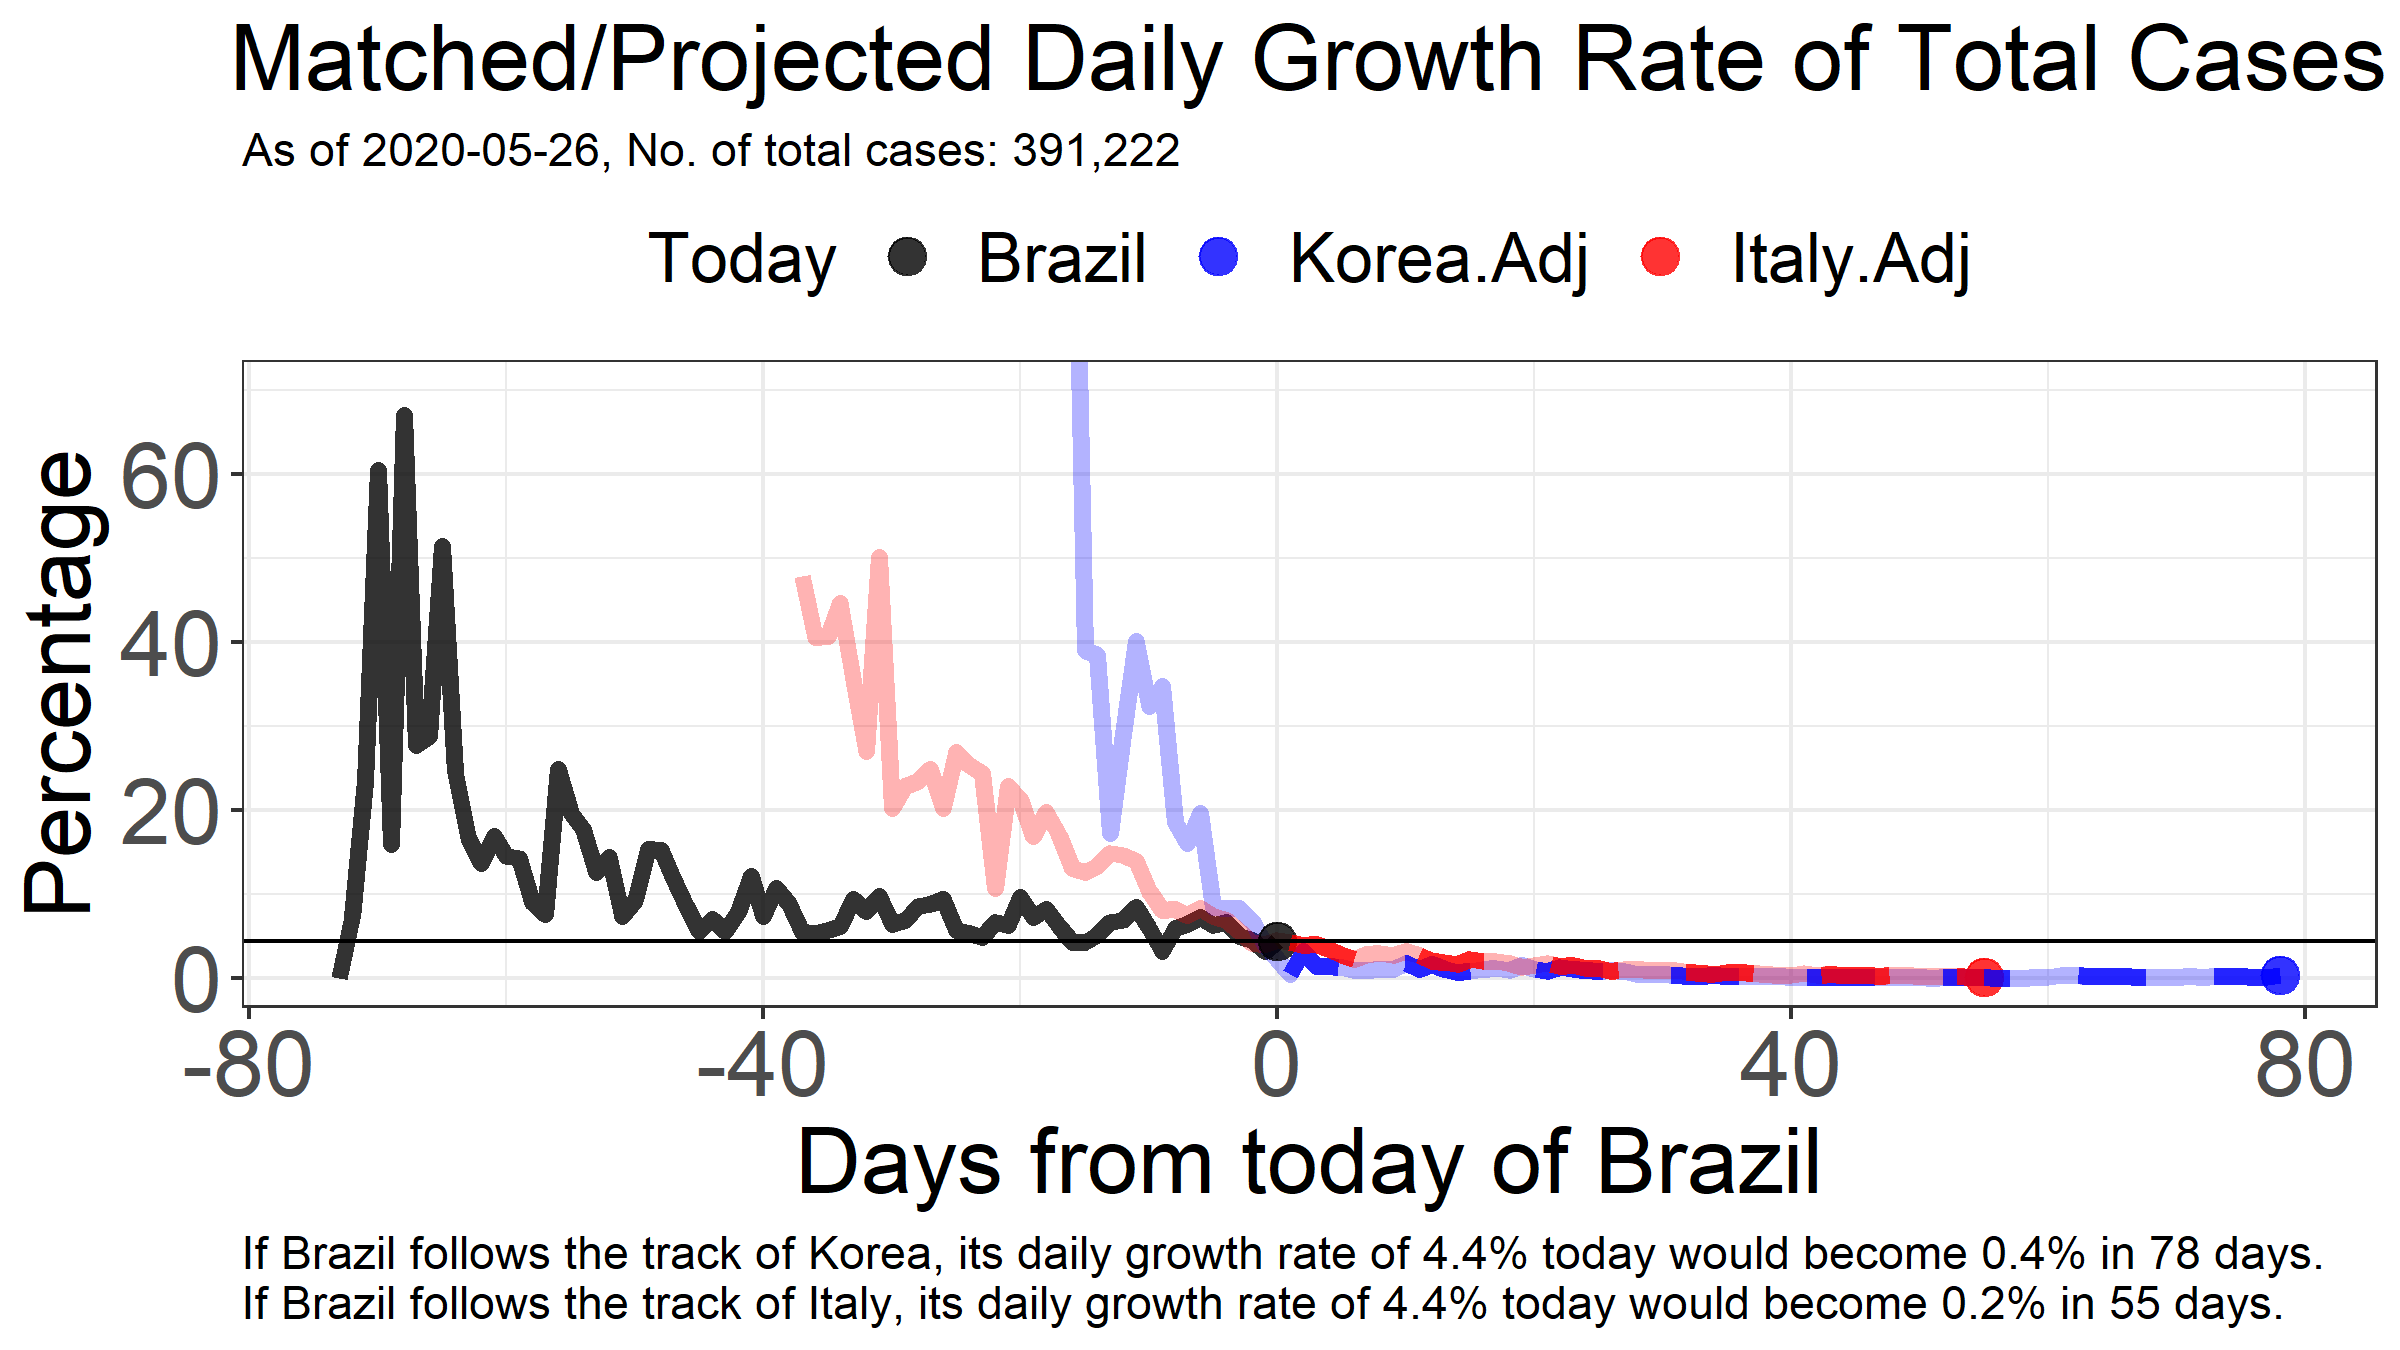 Matched/Projected Daily Growth Rate of Total Cases
As of 2020-05-26, No. of total cases: 391,222
Today Brazil Korea.Adj Italy.Adj
Percentage
60
40
20
0
-80 -40 0 40 80
Days from today of Brazil
If Brazil follows the track of Korea, its daily growth rate of 4.4% today would become 0.4% in 78 days.
If Brazil follows the track of Italy, its daily growth rate of 4.4% today would become 0.2% in 55 days.